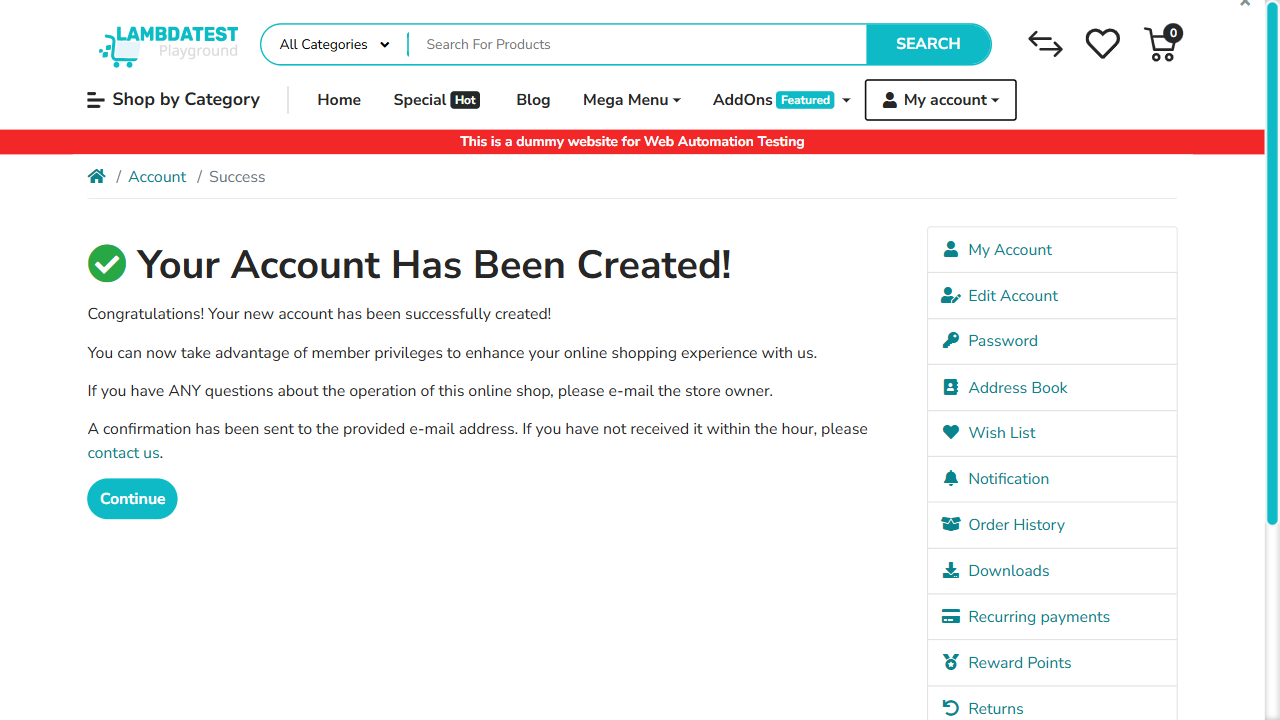 LAMBDATEST
Playground
All Categories
Search For Products
SEARCH
0
Shop by Category
Home
Special Hot
Blog
Mega Menu
AddOns Featured
My account
This is a dummy website for Web Automation Testing
/ Account / Success
Your Account Has Been Created!
Congratulations! Your new account has been successfully created!
You can now take advantage of member privileges to enhance your online shopping experience with us.
If you have ANY questions about the operation of this online shop, please e-mail the store owner.
A confirmation has been sent to the provided e-mail address. If you have not received it within the hour, please
contact us.
Continue
My Account
Edit Account
Password
Address Book
Wish List
Notification
Order History
Downloads
Recurring payments
Reward Points
Returns